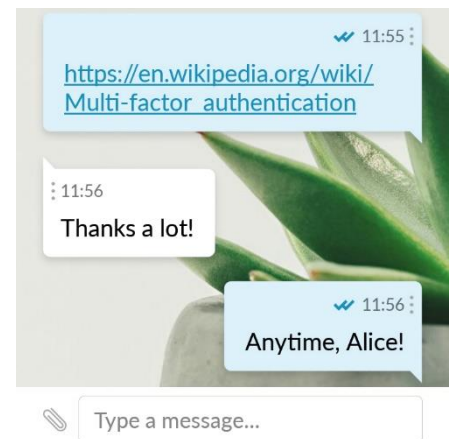 11:55
https://en.wikipedia.org/wiki/
Multi-factor_authentication
11:56
Thanks a lot!
11:56
Anytime, Alice!
Type a message...